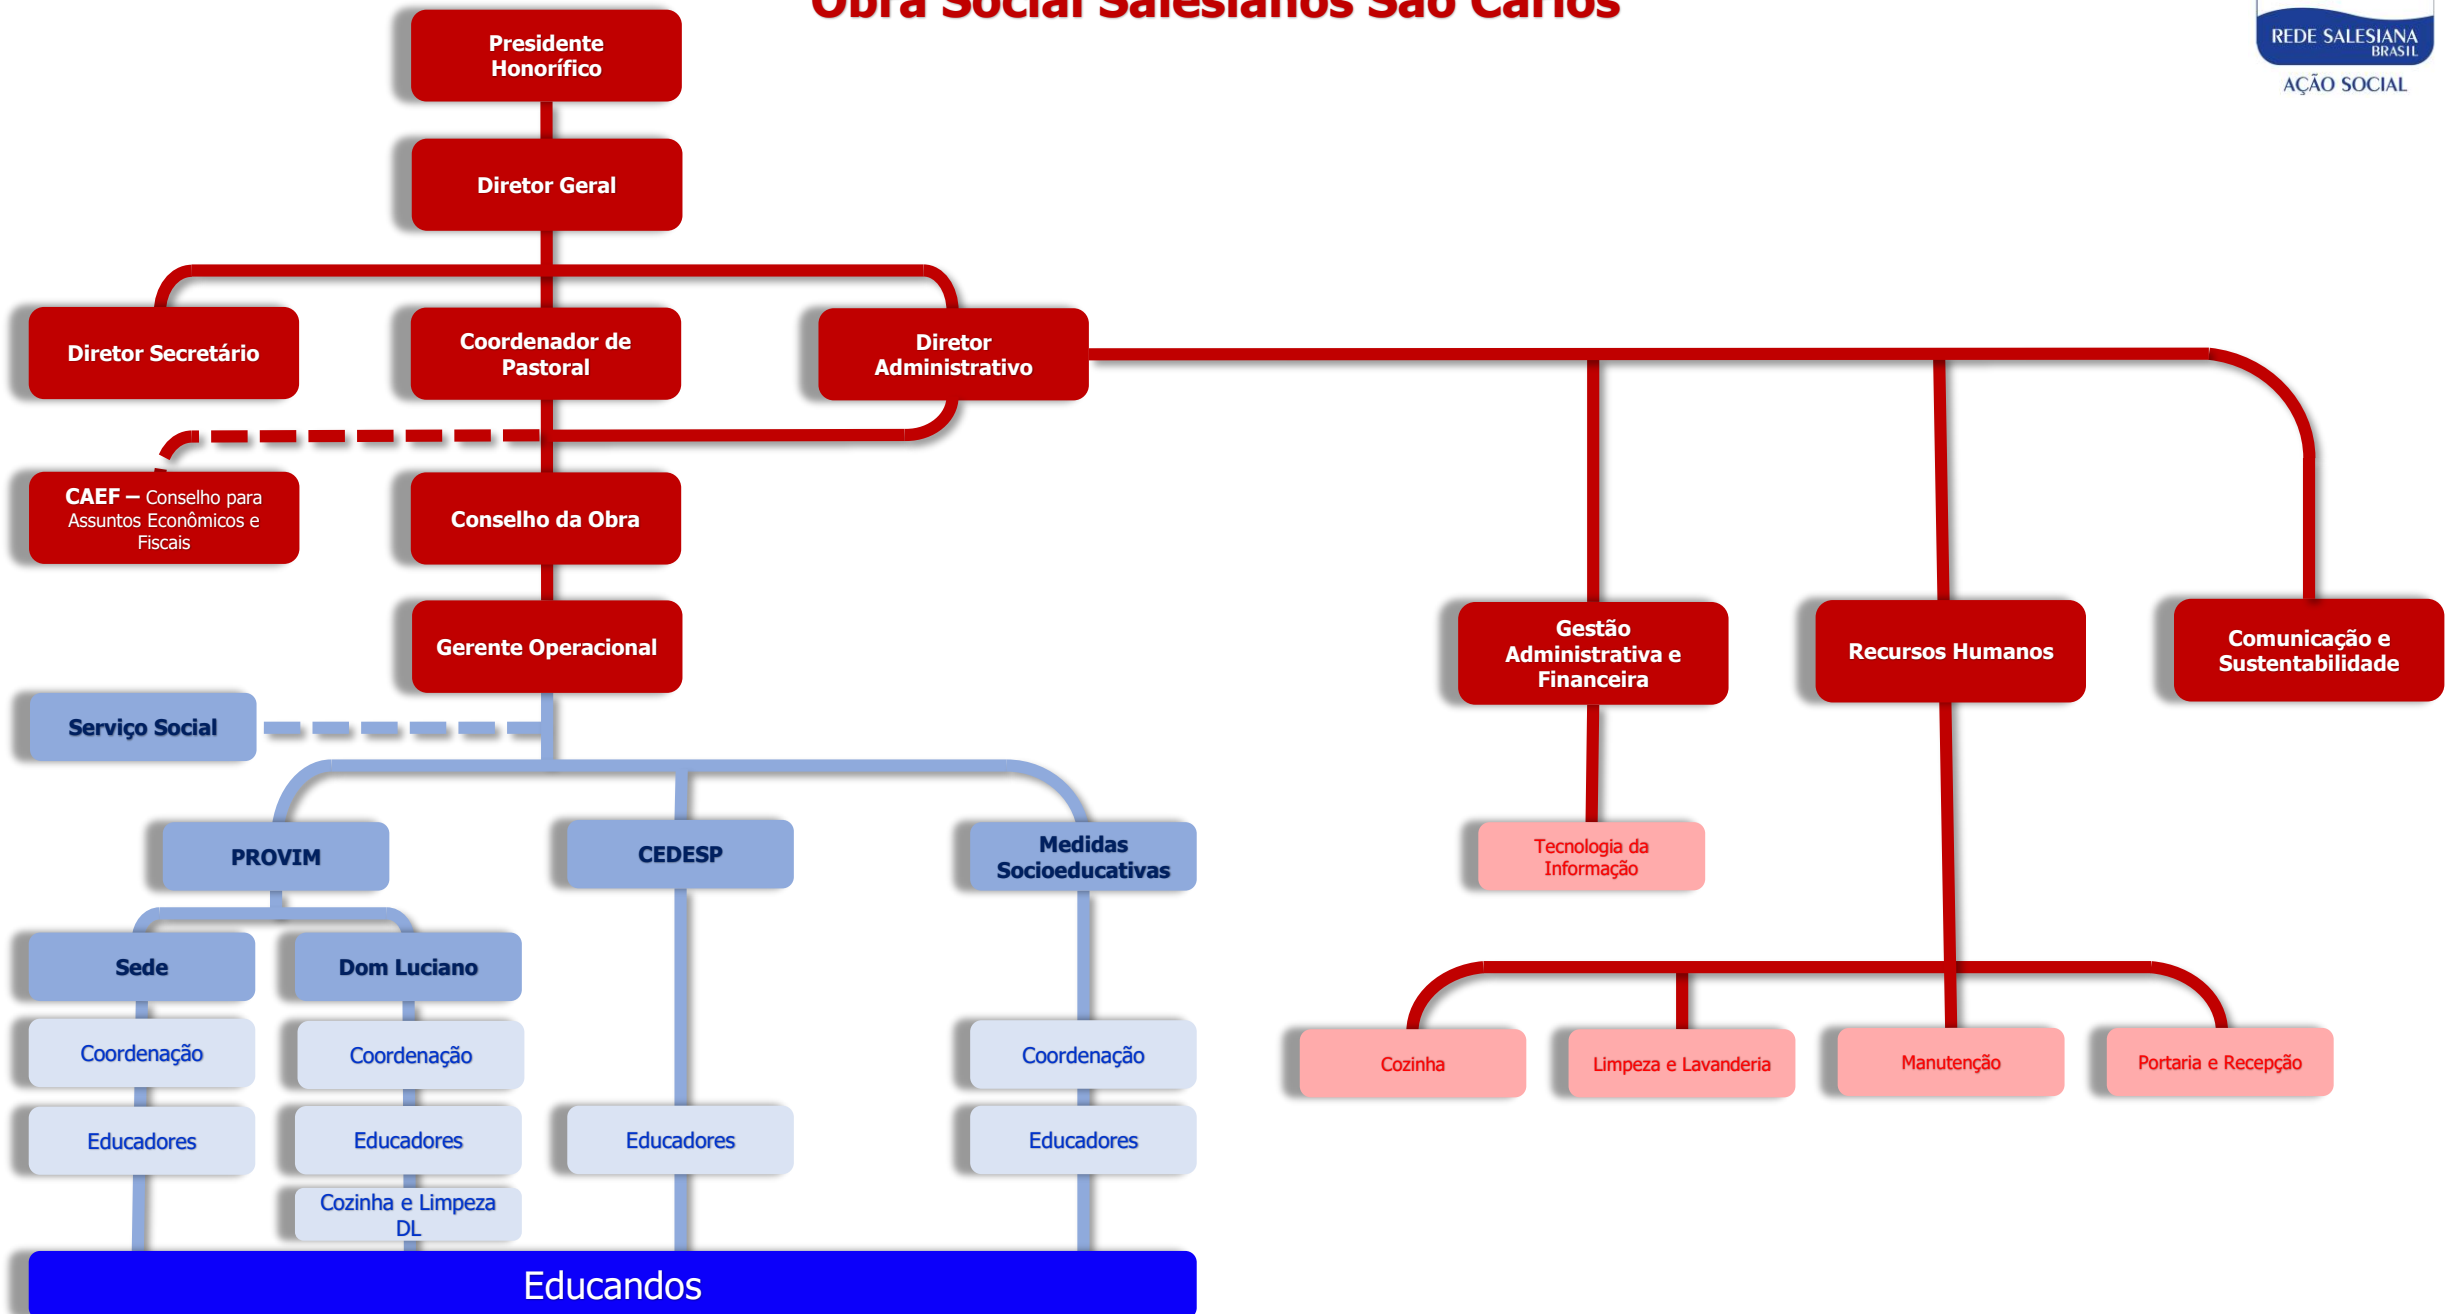 Obra Social Salesianos São Carlos
REDE SALESIANA
BRASIL
AÇÃO SOCIAL
Presidente
Honorífico
Diretor Geral
Diretor Secretário
Coordenador de
Pastoral
Diretor
Administrativo
CAEF – Conselho para
Assuntos Econômicos e
Fiscais
Conselho da Obra
Gerente Operacional
Gestão
Administrativa e
Financeira
Recursos Humanos
Comunicação e
Sustentabilidade
Serviço Social
PROVIM
CEDESP
Medidas
Socioeducativas
Tecnologia da
Informação
Sede
Dom Luciano
Coordenação
Coordenação
Coordenação
Cozinha
Limpeza e Lavanderia
Manutenção
Portaria e Recepção
Educadores
Educadores
Educadores
Educadores
Cozinha e Limpeza
DL
Educandos